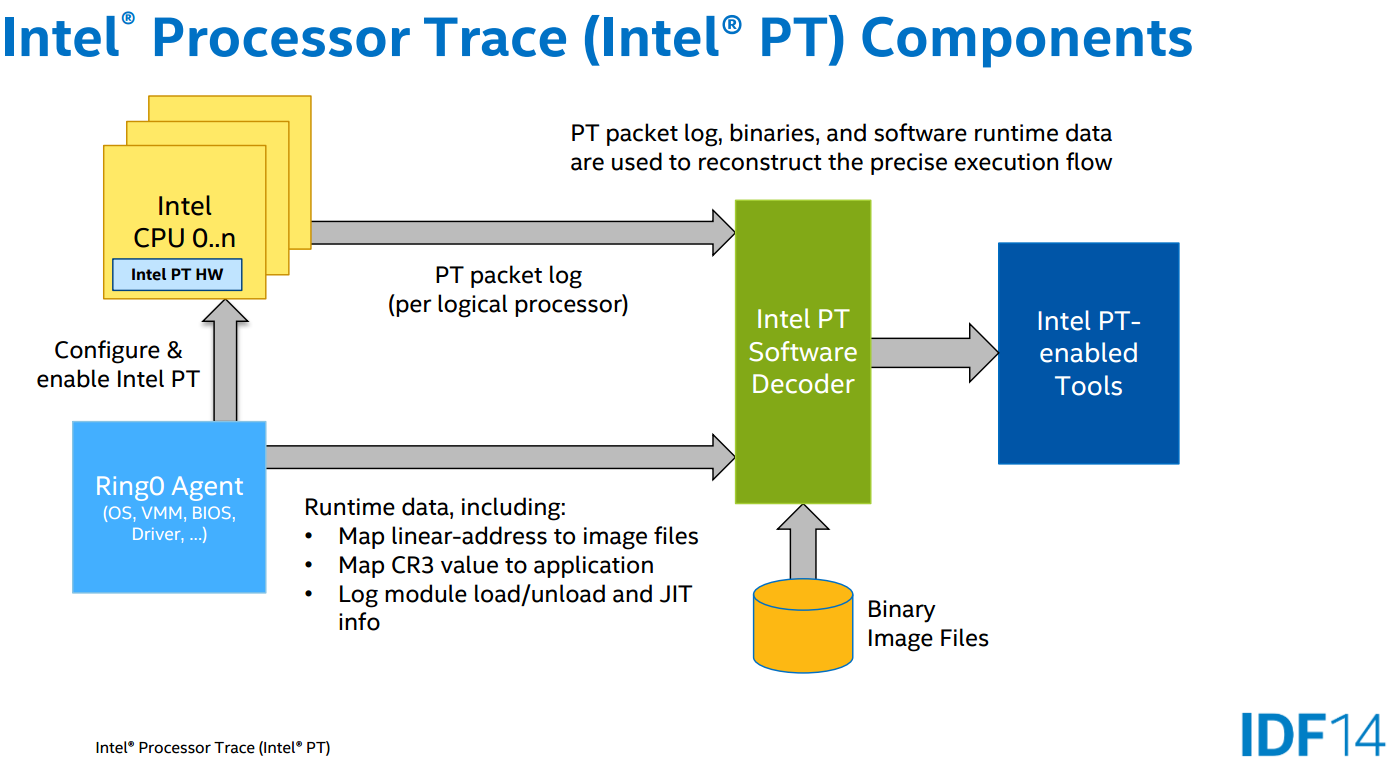 Intel® Processor Trace (Intel® PT) Components
PT packet log, binaries, and software runtime data
are used to reconstruct the precise execution flow
Intel
CPU 0..n
Intel PT HW
PT packet log
(per logical processor)
Configure &
enable Intel PT
Intel PT
Software
Decoder
Intel PT-
enabled
Tools
Ring0 Agent
(OS, VMM, BIOS,
Driver, ...)
Runtime data, including:
• Map linear-address to image files
• Map CR3 value to application
• Log module load/unload and JIT
info
Binary
Image Files
Intel® Processor Trace (Intel® PT)
IDF14